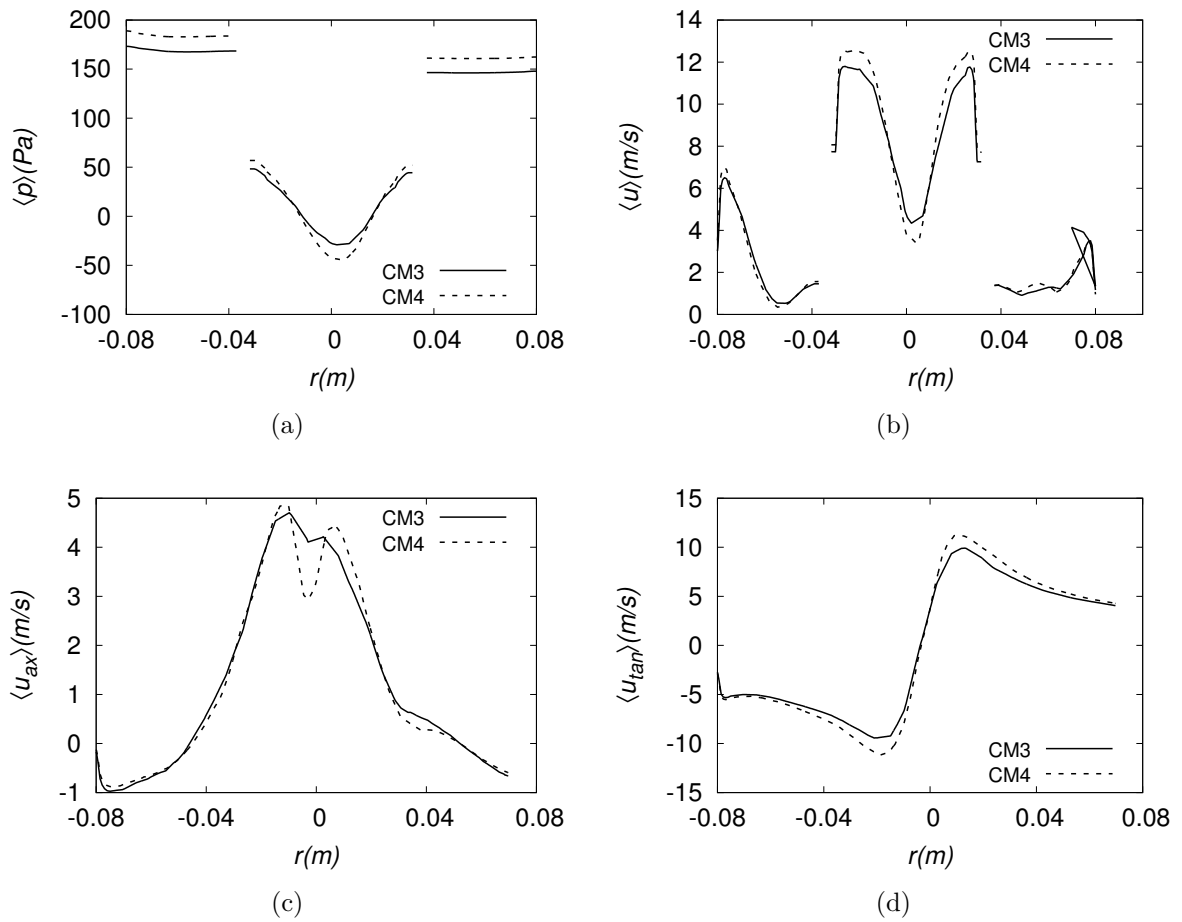 200
150
100
50
0
-50
-100
⟨p⟩(Pa)
CM3
CM4
-0.08 -0.04 0 0.04 0.08
r(m)
(a)
14
12
10
8
6
4
2
0
⟨u⟩(m/s)
CM3
CM4
-0.08 -0.04 0 0.04 0.08
r(m)
(b)
5
4
3
2
1
0
-1
⟨u_ax⟩(m/s)
CM3
CM4
-0.08 -0.04 0 0.04 0.08
r(m)
(c)
15
10
5
0
-5
-10
-15
⟨u_tan⟩(m/s)
CM3
CM4
-0.08 -0.04 0 0.04 0.08
r(m)
(d)